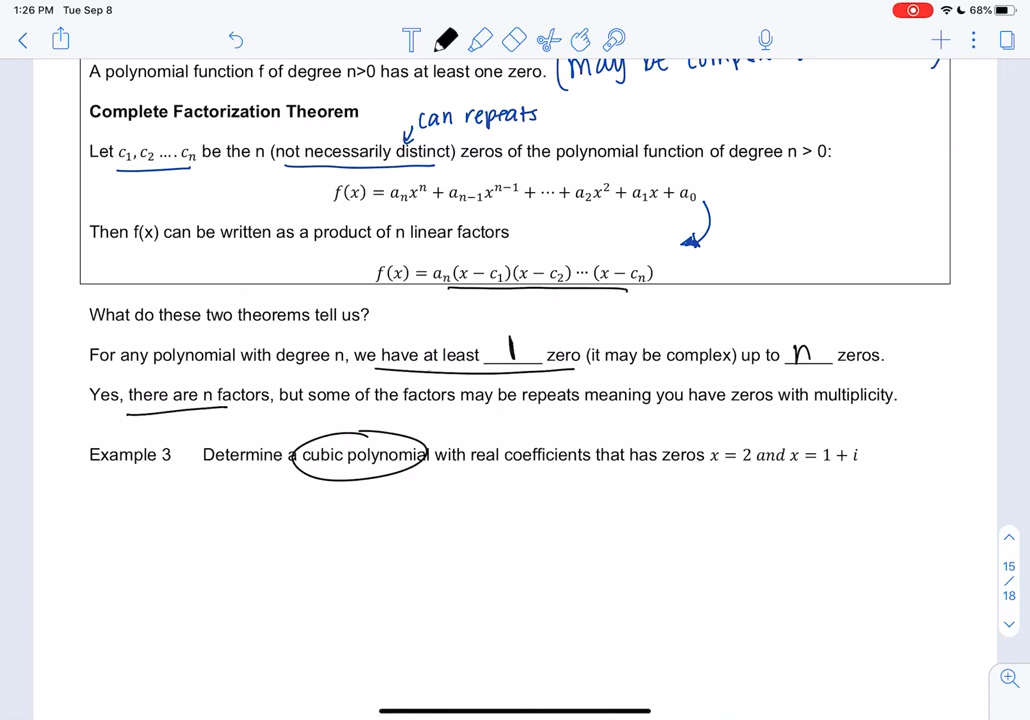 1:26 PM Tue Sep 8
68%
A polynomial function f of degree n>0 has at least one zero. (may be
Complete Factorization Theorem
can repeats
Let c₁, c₂ .... cₙ be the n (not necessarily distinct) zeros of the polynomial function of degree n > 0:
f(x) = aₙxⁿ + aₙ₋₁xⁿ⁻¹ + ⋯ + a₂x² + a₁x + a₀
Then f(x) can be written as a product of n linear factors
f(x) = aₙ(x − c₁)(x − c₂) ⋯ (x − cₙ)
What do these two theorems tell us?
For any polynomial with degree n, we have at least 1 zero (it may be complex) up to n zeros.
Yes, there are n factors, but some of the factors may be repeats meaning you have zeros with multiplicity.
Example 3 Determine a cubic polynomial with real coefficients that has zeros x = 2 and x = 1 + i
15
/
18